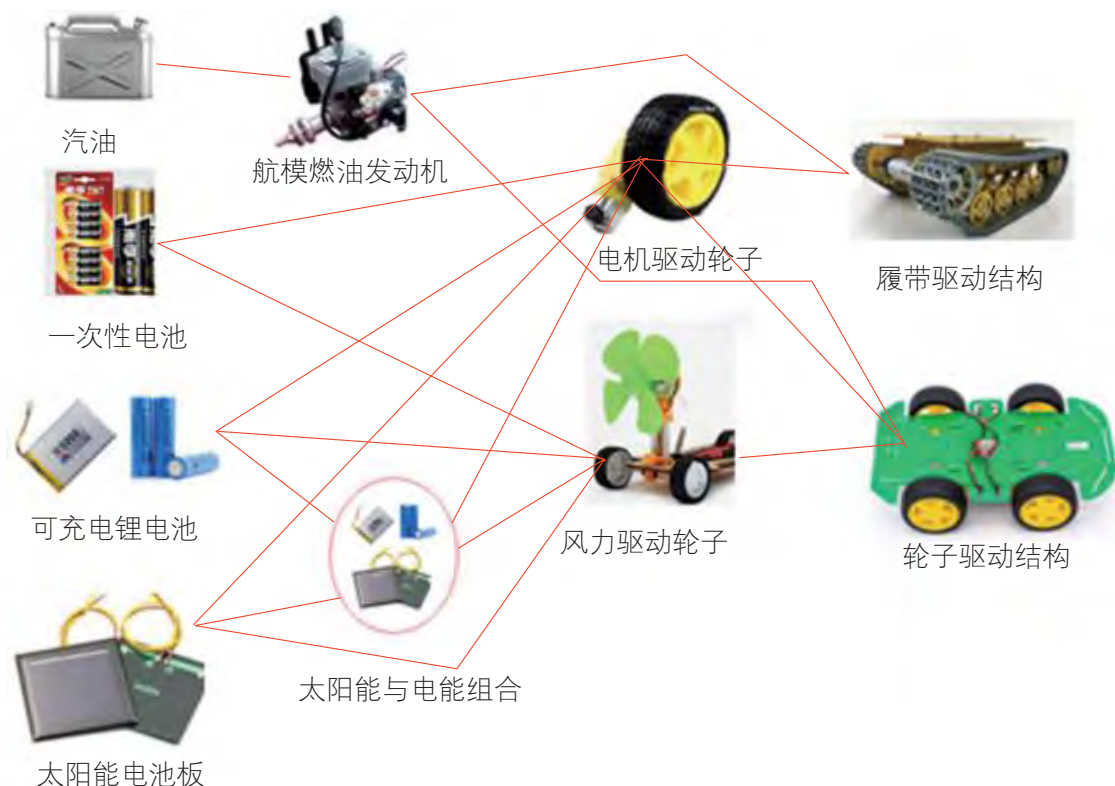 汽油
航模燃油发动机
电机驱动轮子
履带驱动结构
一次性电池
可充电锂电池
风力驱动轮子
轮子驱动结构
太阳能与电能组合
太阳能电池板